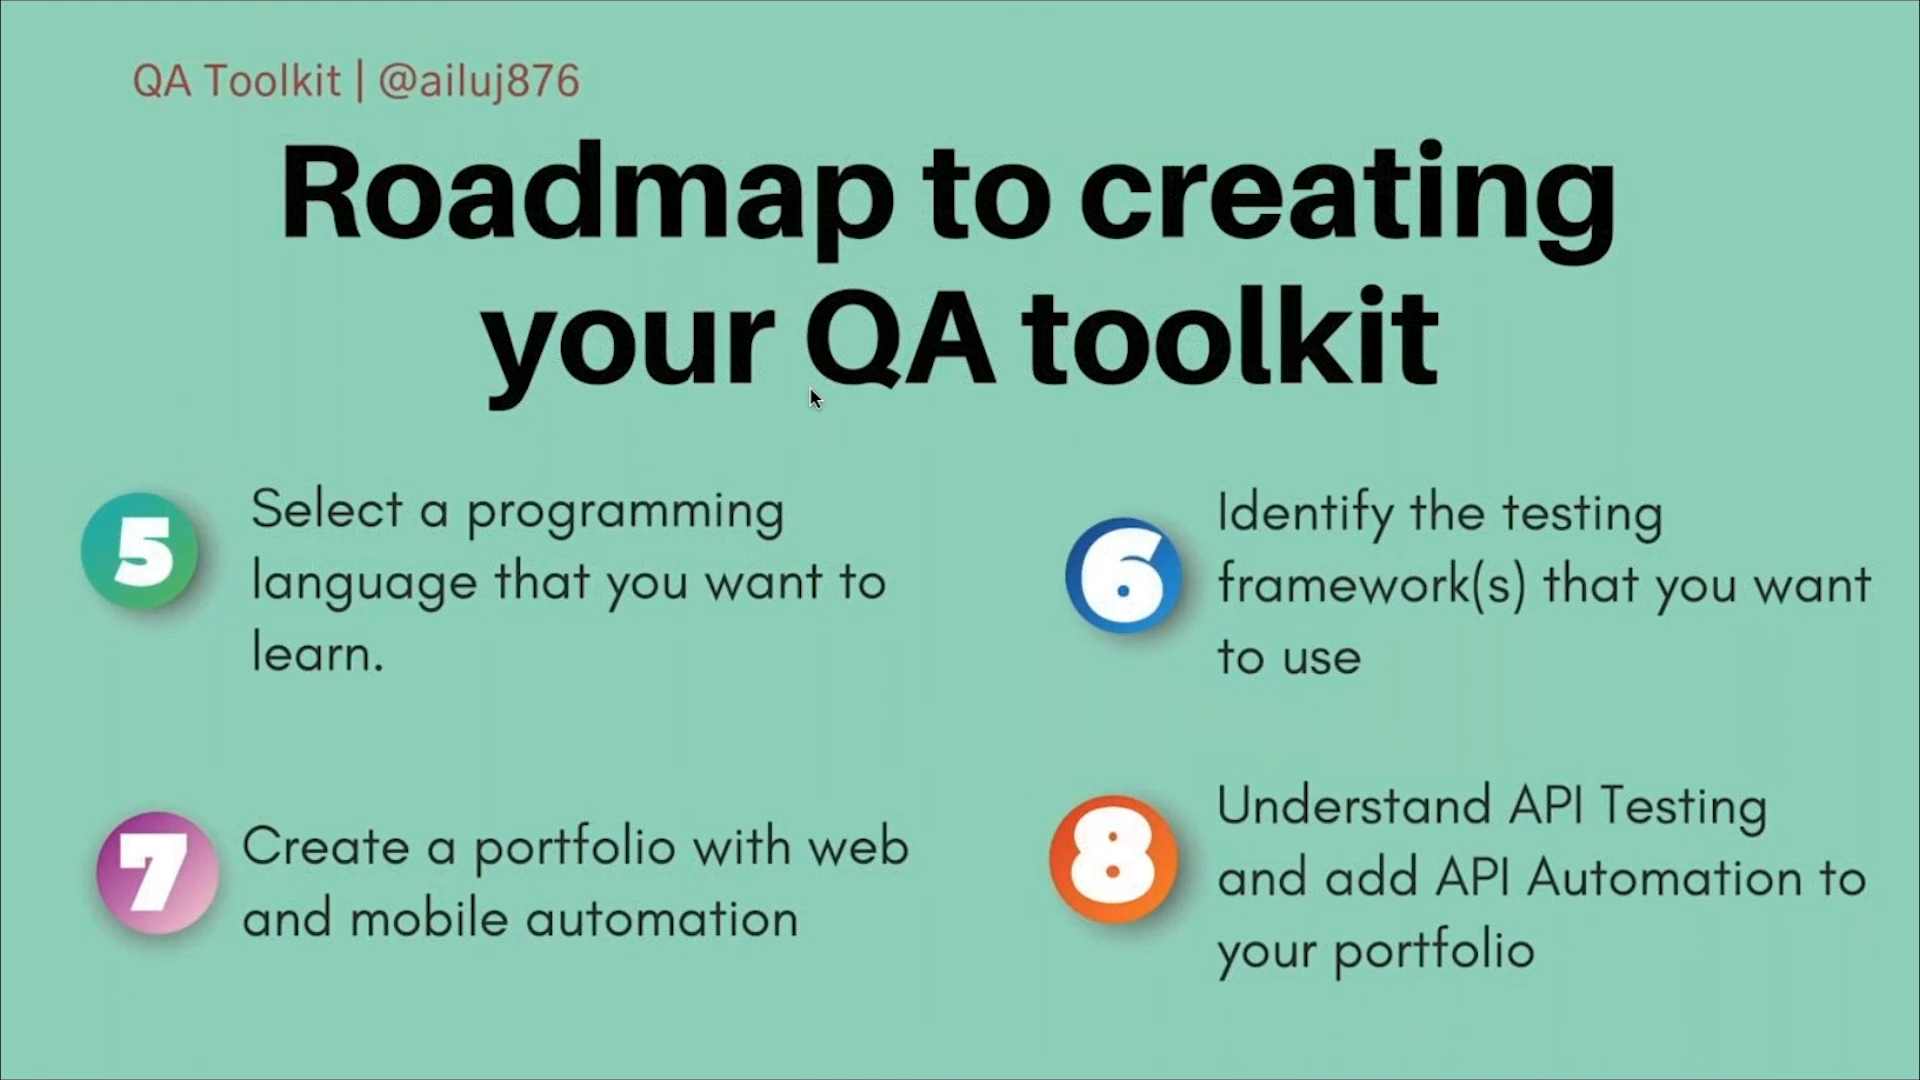 QA Toolkit | @ailuj876
Roadmap to creating
your QA toolkit
5
Select a programming
language that you want to
learn.
6
Identify the testing
framework(s) that you want
to use
7
Create a portfolio with web
and mobile automation
8
Understand API Testing
and add API Automation to
your portfolio